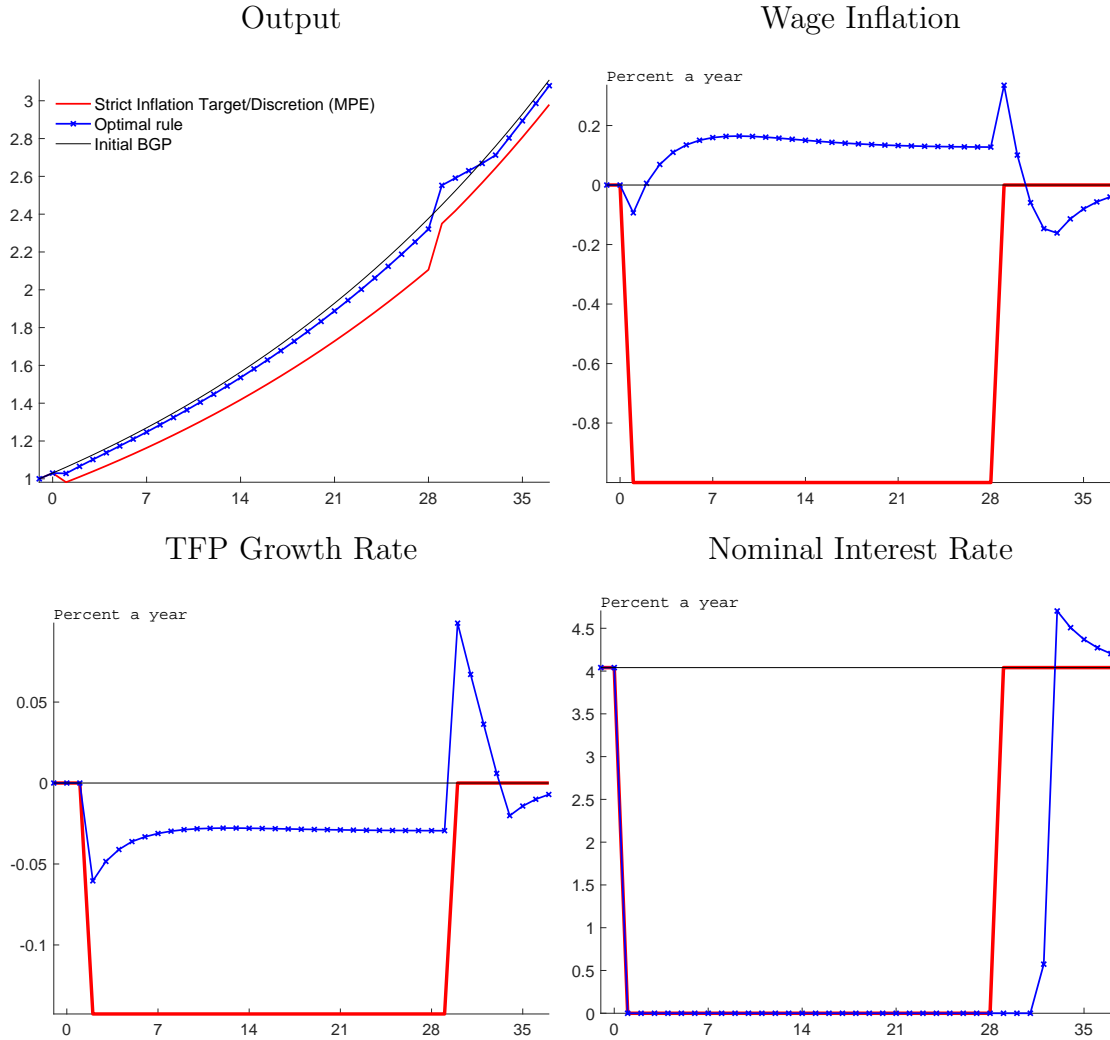 Output
3
2.8
2.6
2.4
2.2
2
1.8
1.6
1.4
1.2
1
Strict Inflation Target/Discretion (MPE)
Optimal rule
Initial BGP
0 7 14 21 28 35
Wage Inflation
Percent a year
0.2
0
-0.2
-0.4
-0.6
-0.8
0 7 14 21 28 35
TFP Growth Rate
Percent a year
0.05
0
-0.05
-0.1
0 7 14 21 28 35
Nominal Interest Rate
Percent a year
4.5
4
3.5
3
2.5
2
1.5
1
0.5
0
0 7 14 21 28 35